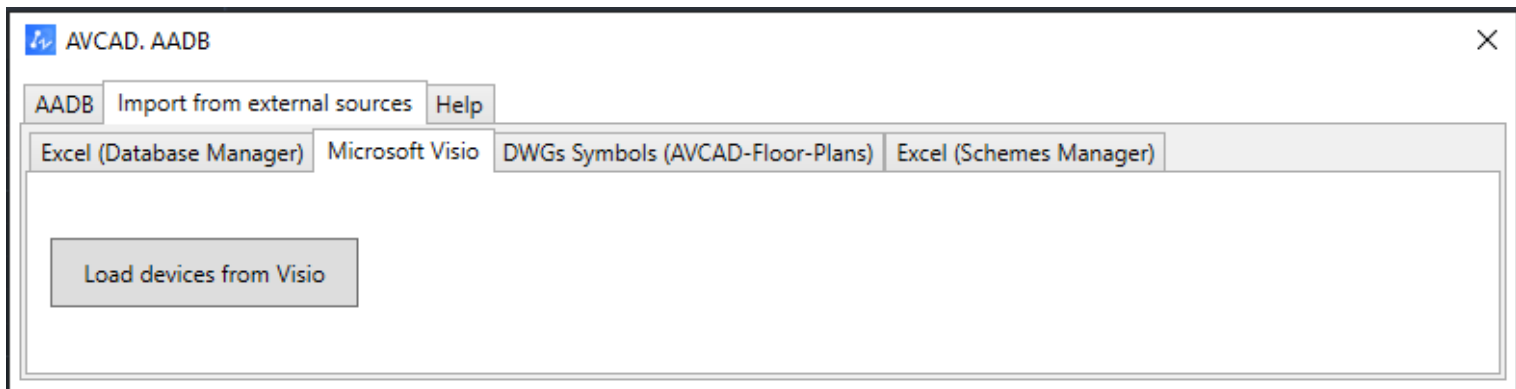 AVCAD. AADB
AADB Import from external sources Help
Excel (Database Manager) Microsoft Visio DWGs Symbols (AVCAD-Floor-Plans) Excel (Schemes Manager)
Load devices from Visio